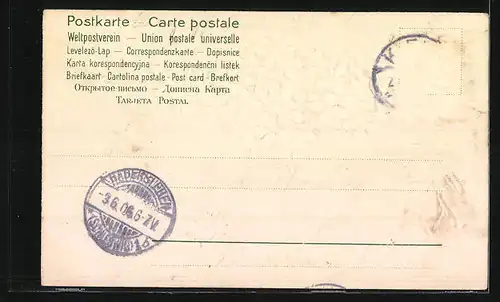 Postkarte – Carte postale
Weltpostverein – Union postale universelle
Levelező-Lap – Correspondenzkarte – Dopisnice
Karta korespondencyjna – Korespondenční lístek
Briefkaart - Cartolina postale - Post card - Brefkort
Открытое письмо – Дописна Карта
Tarjeta Postal